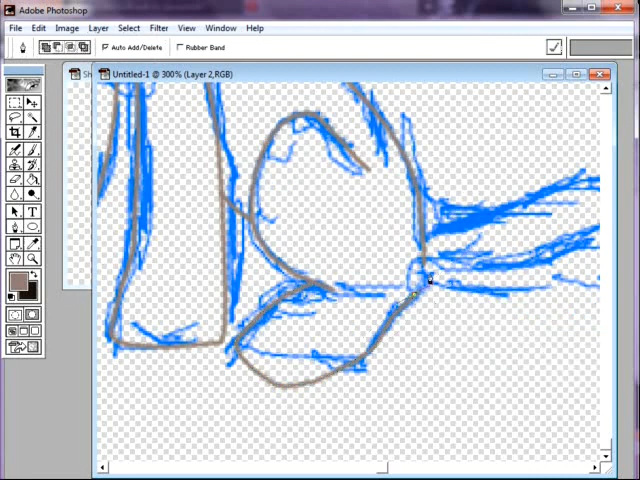 Adobe Photoshop
File Edit Image Layer Select Filter View Window Help
Auto Add/Delete Rubber Band
Untitled-1 @ 300% (Layer 2,RGB)
T